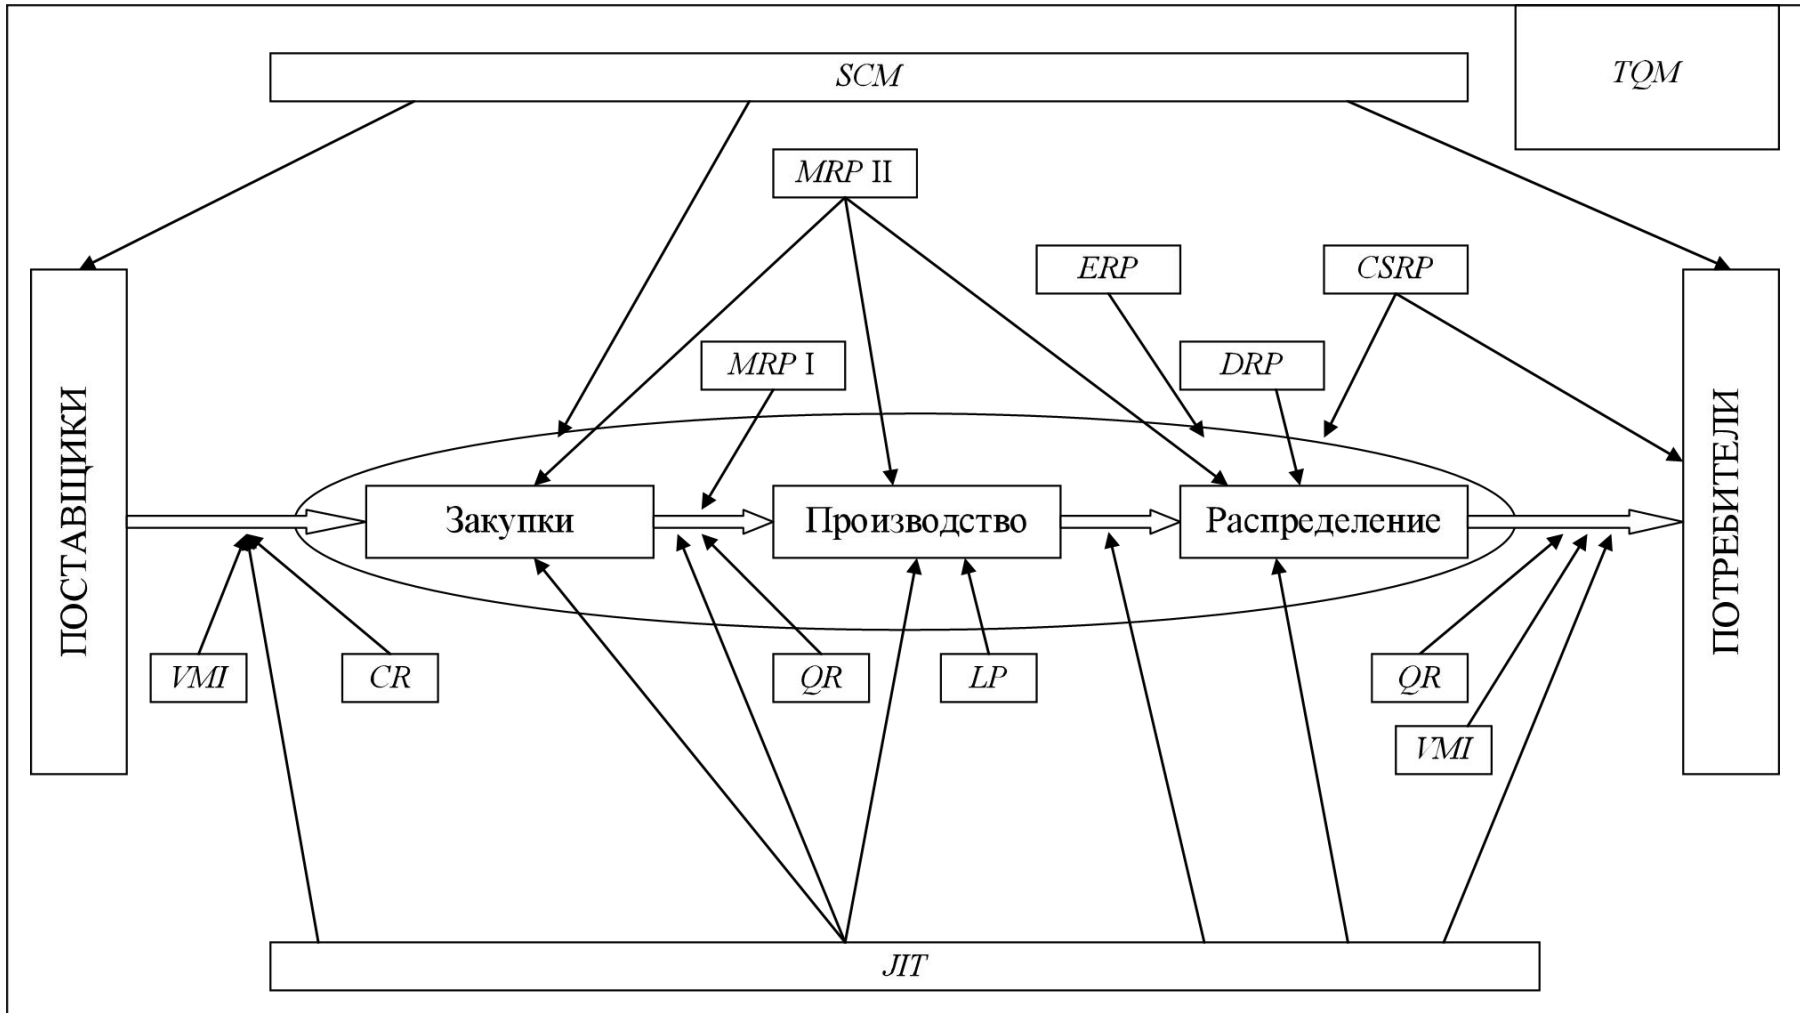 SCM
TQM
MRP II
ERP
CSRP
MRP I
DRP
ПОСТАВЩИКИ
Закупки
Производство
Распределение
ПОТРЕБИТЕЛИ
VMI
CR
QR
LP
QR
VMI
JIT